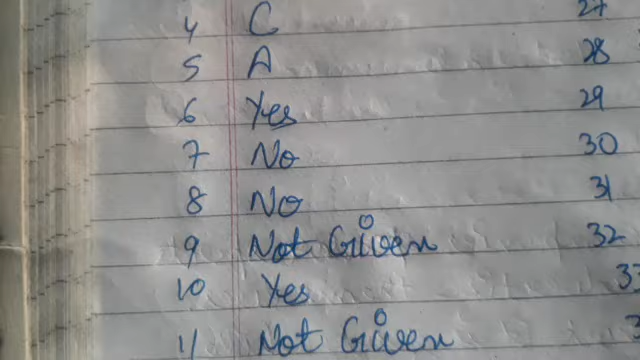 4 C 27
5 A 28
6 Yes 29
7 No 30
8 No 31
9 Not Given 32
10 Yes 33
11 Not Given